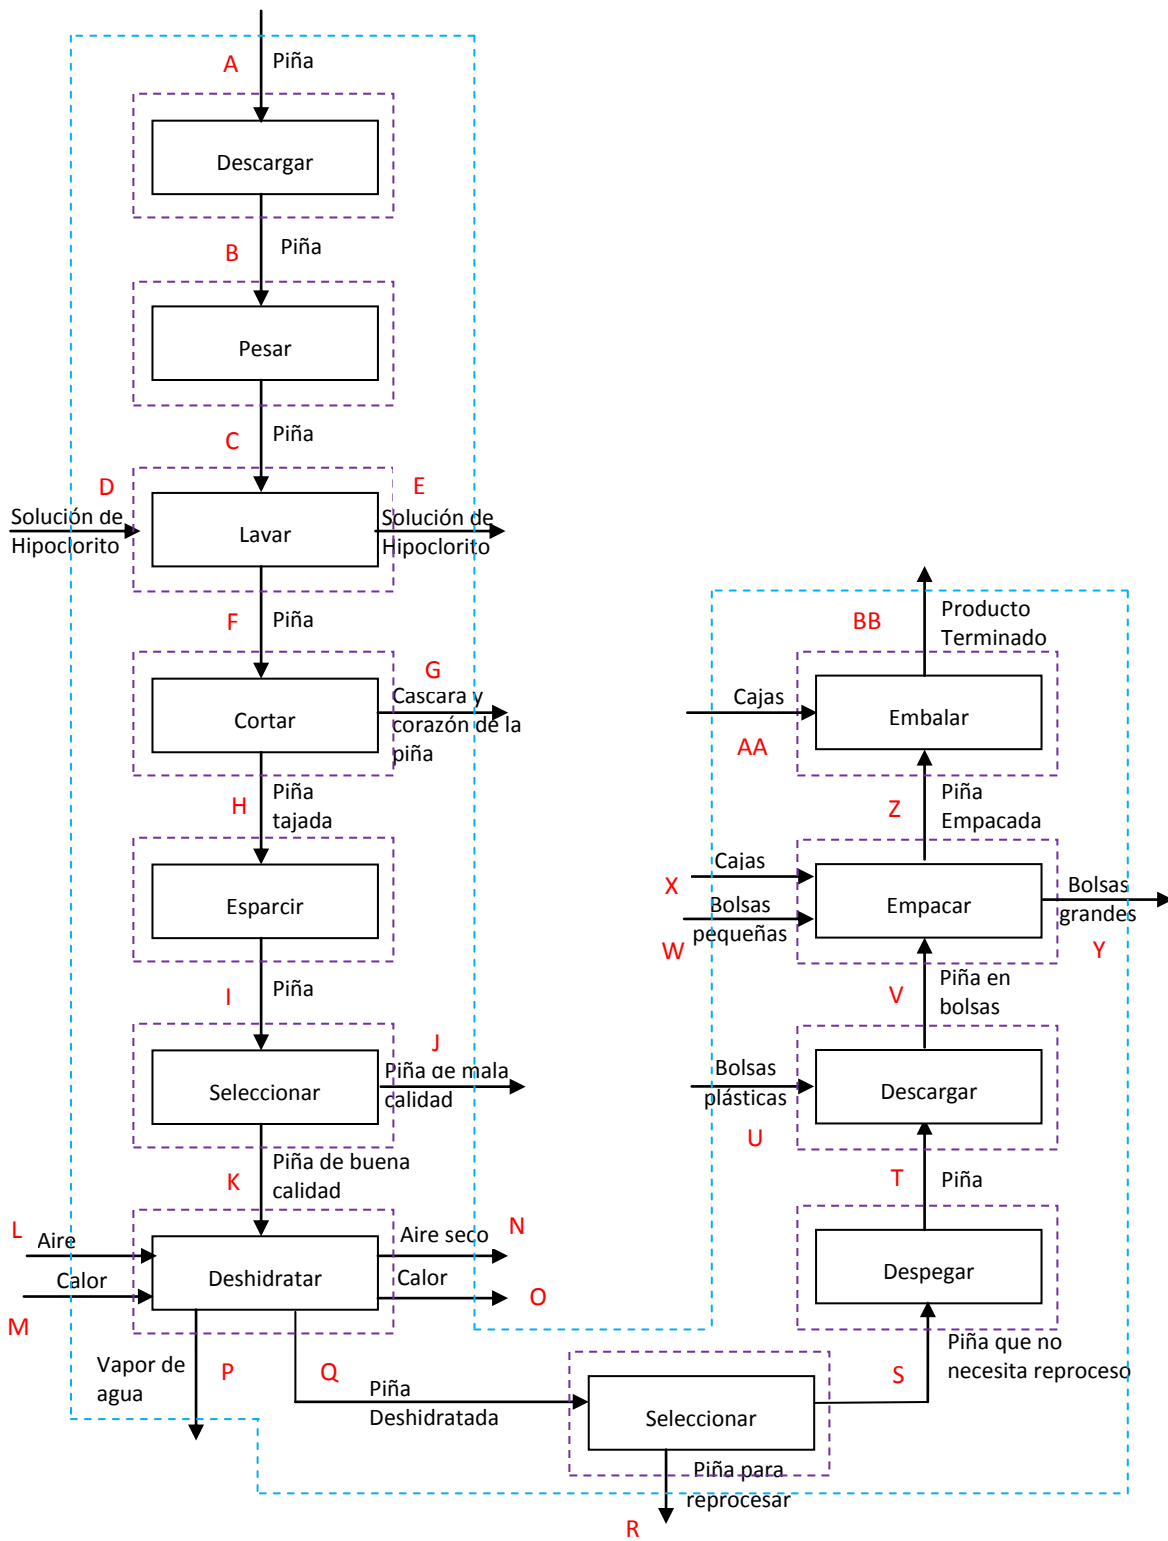 A
Piña
Descargar
B
Piña
Pesar
C
Piña
D
E
Solución de
Hipoclorito
Lavar
Solución de
Hipoclorito
F
Piña
G
Cortar
Cascara y
corazón de la
piña
H
Piña
tajada
Esparcir
I
Piña
J
Seleccionar
Piña de mala
calidad
K
Piña de buena
calidad
L
Aire
Calor
M
Deshidratar
Aire seco
N
Calor
O
Vapor de
agua
P
Q
Piña
Deshidratada
Seleccionar
Piña para
reprocesar
R
S
Piña que no
necesita reproceso
Despegar
T
Piña
Bolsas
plásticas
U
Descargar
V
Piña en
bolsas
Cajas
X
Bolsas
pequeñas
W
Empacar
Bolsas
grandes
Y
Z
Piña
Empacada
Cajas
AA
Embalar
BB
Producto
Terminado